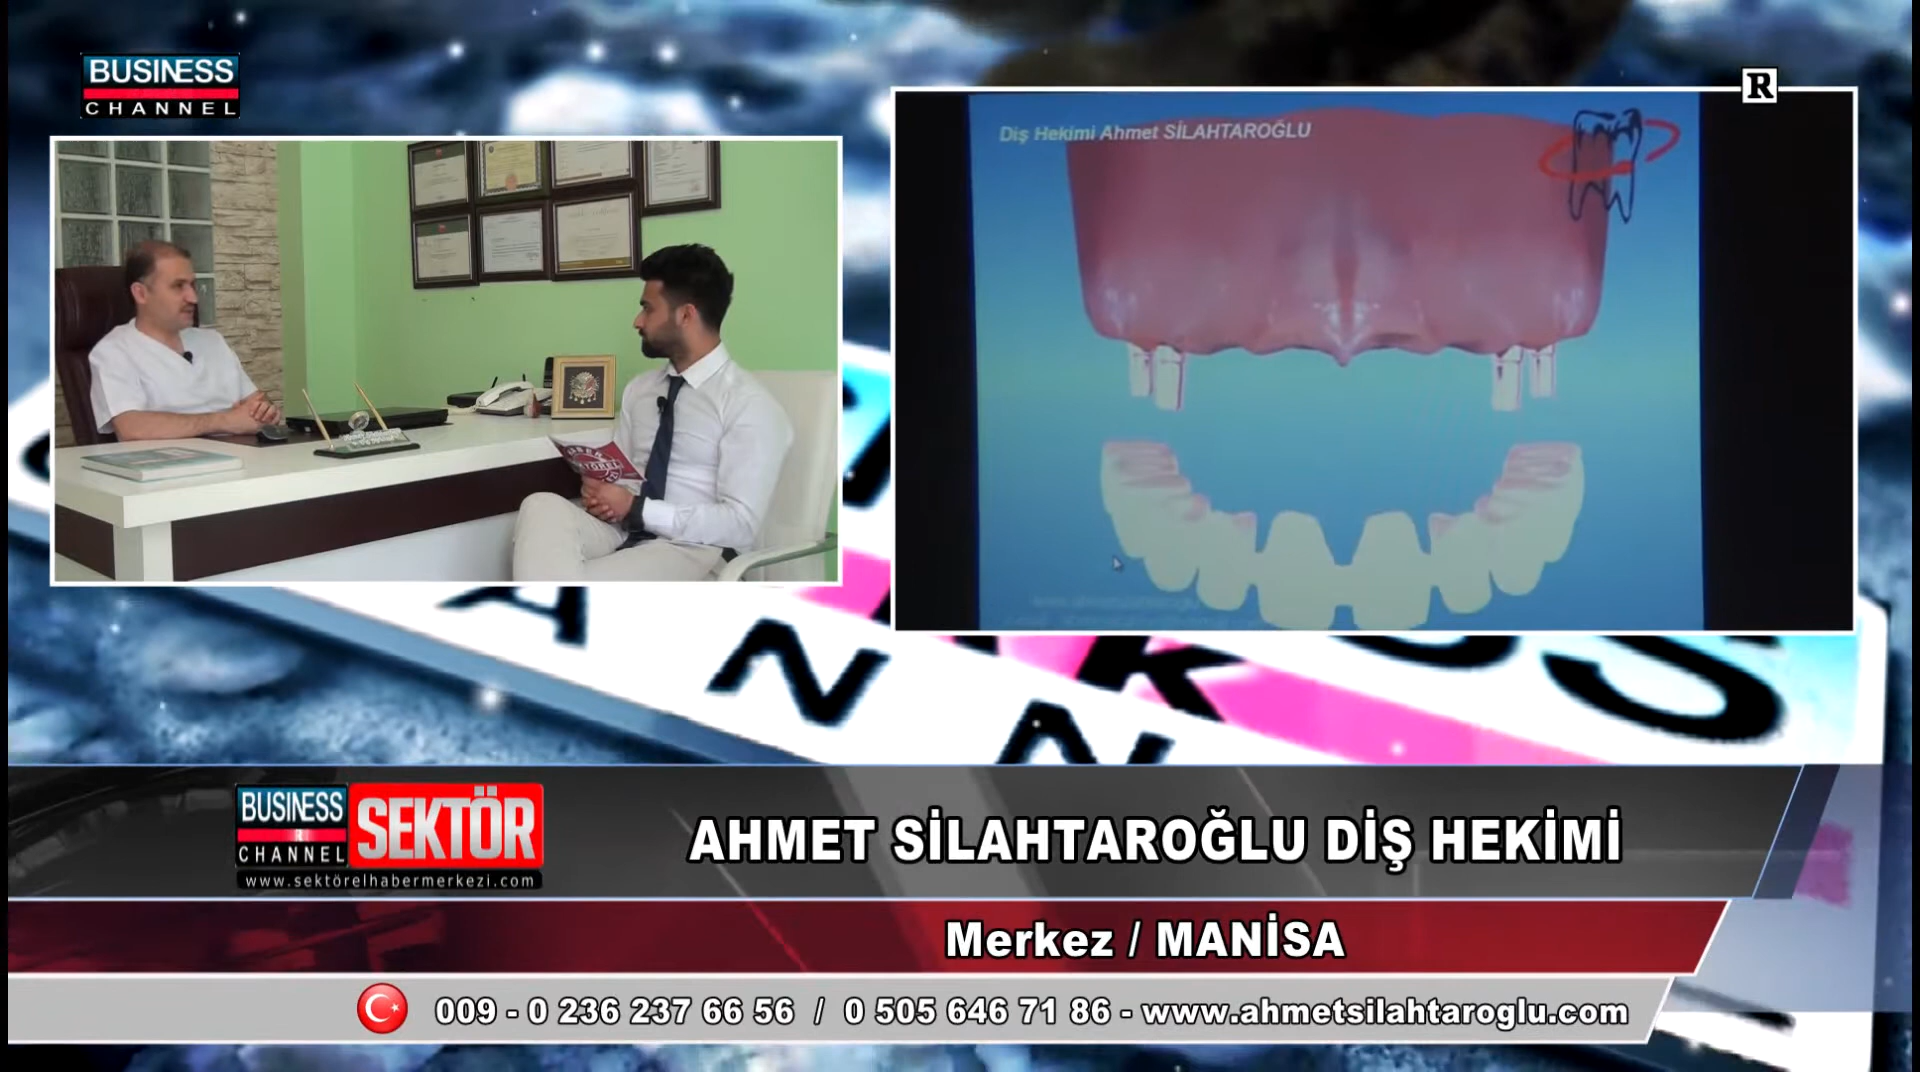 BUSINESS
CHANNEL
R
Diş Hekimi Ahmet SİLAHTAROĞLU
A N
K S
N N
BUSINESS
CHANNEL
SEKTÖR
www.sektörelhabermerkezi.com
AHMET SİLAHTAROĞLU DİŞ HEKİMİ
Merkez / MANİSA
009 - 0 236 237 66 56 / 0 505 646 71 86 - www.ahmetsilahtaroglu.com